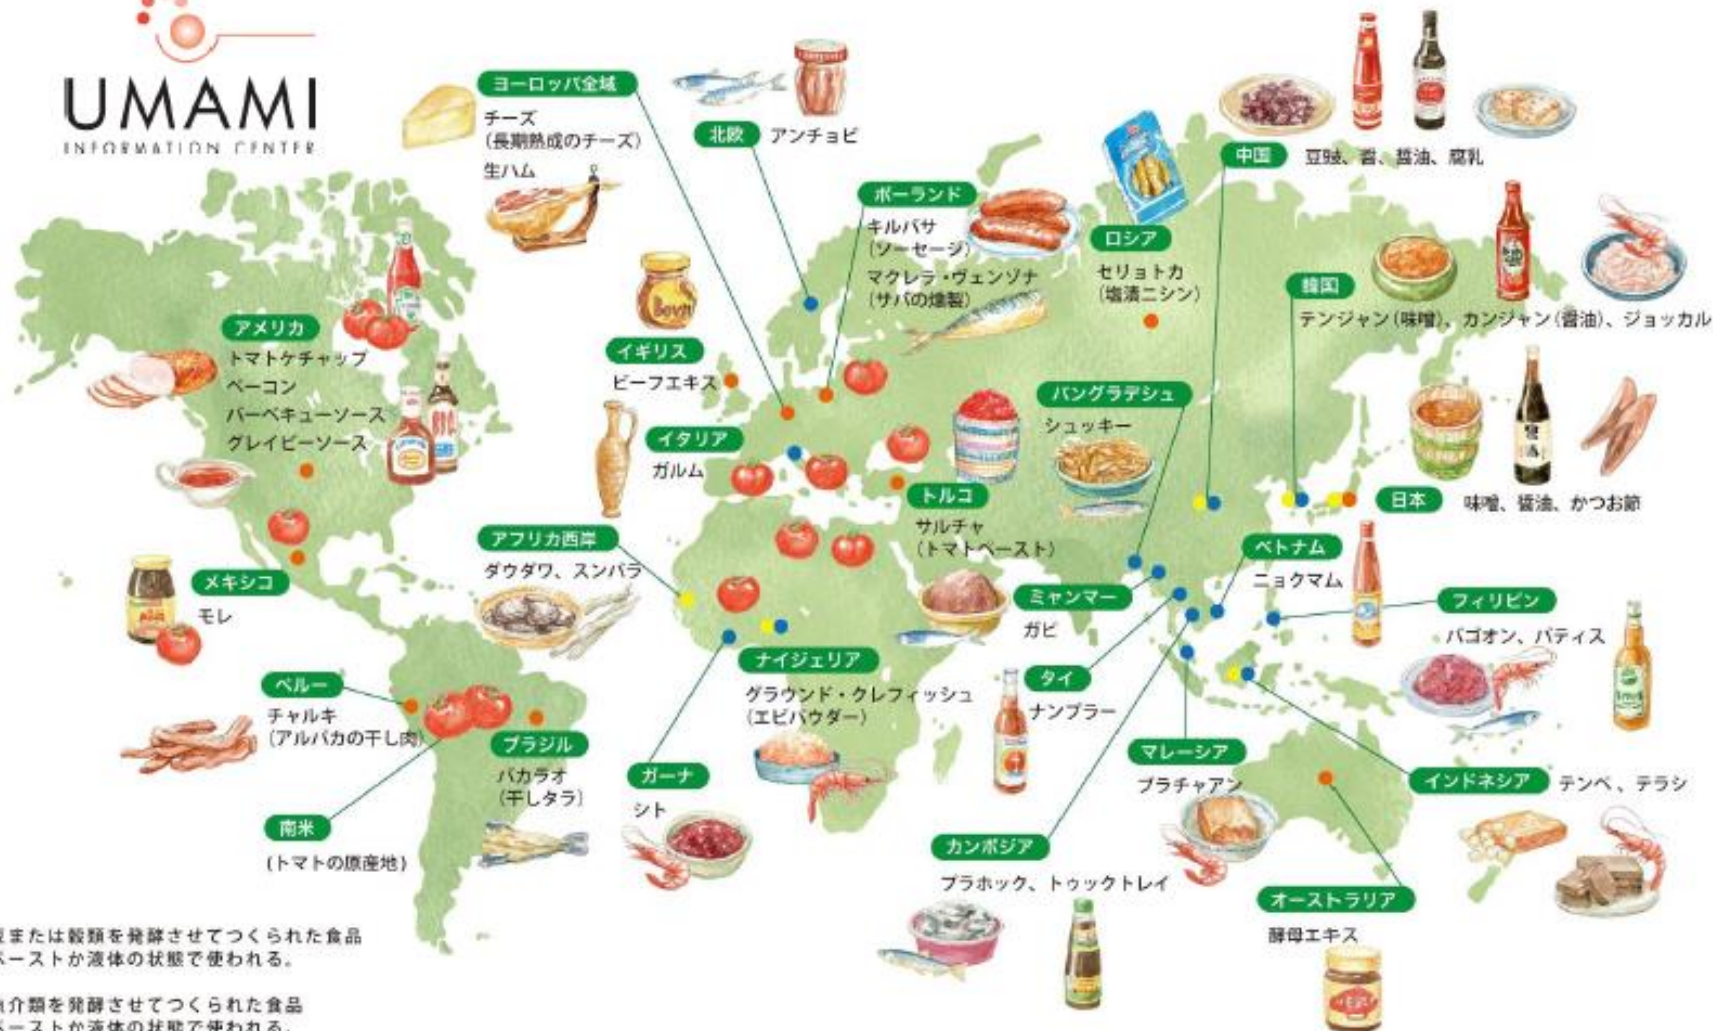 UMAMI
INFORMATION CENTER
ヨーロッパ全域
チーズ
(長期熟成のチーズ)
生ハム
北欧
アンチョビ
ポーランド
キルバサ
(ソーセージ)
マクレラ・ヴェンゾナ
(サバの燻製)
ロシア
セリョトカ
(塩漬ニシン)
中国
豆豉、醤、醤油、腐乳
韓国
テンジャン(味噌)、カンジャン(醤油)、ジョッカル
日本
味噌、醤油、かつお節
アメリカ
トマトケチャップ
ベーコン
バーベキューソース
グレイビーソース
イギリス
ビーフエキス
イタリア
ガルム
トルコ
サルチャ
(トマトペースト)
バングラデシュ
シュッキー
アフリカ西岸
ダウダワ、スンバラ
メキシコ
モレ
ペルー
チャルキ
(アルパカの干し肉)
南米
(トマトの原産地)
ブラジル
バカラオ
(干しタラ)
ガーナ
シト
ナイジェリア
グラウンド・クレフィッシュ
(エビパウダー)
ミャンマー
ガピ
タイ
ナンプラー
ベトナム
ニョクマム
フィリピン
バゴオン、パティス
マレーシア
ブラチャアン
カンボジア
プラホック、トゥックトレイ
インドネシア
テンペ、テラシ
オーストラリア
酵母エキス
または穀類を発酵させてつくられた食品
ペーストか液体の状態で使われる。
介類を発酵させてつくられた食品
ペーストか液体の状態で使われる。